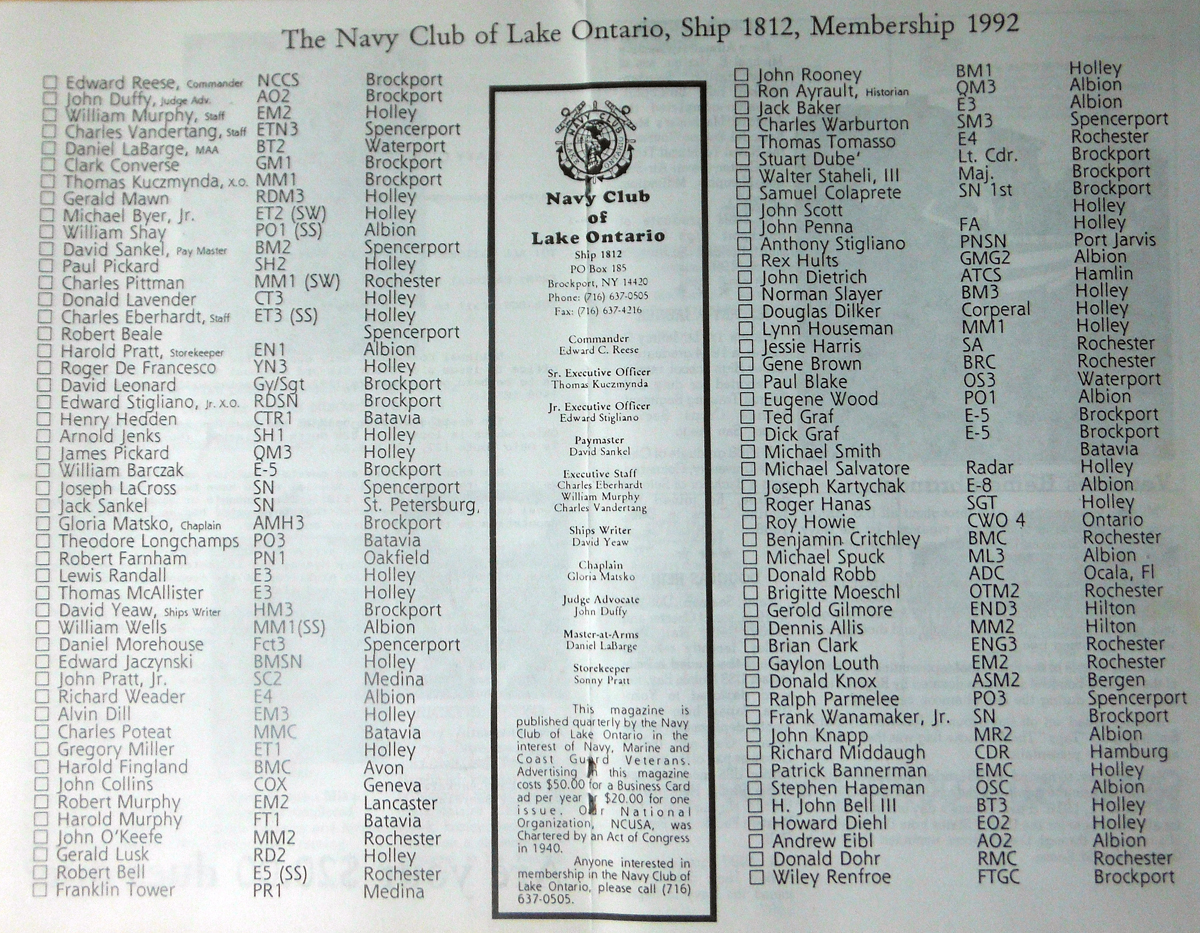 The Navy Club of Lake Ontario, Ship 1812, Membership 1992
Edward Reese, Commander NCCS Brockport
John Duffy, Judge Adv. AO2 Brockport
William Murphy, Staff EM2 Holley
Charles Vandertang, Staff ETN3 Spencerport
Daniel LaBarge, MAA BT2 Waterport
Clark Converse GM1 Brockport
Thomas Kuczmynda, X.O. MM1 Brockport
Gerald Mawn RDM3 Holley
Michael Byer, Jr. ET2 (SW) Holley
William Shay PO1 (SS) Albion
David Sankel, Pay Master BM2 Spencerport
Paul Pickard SH2 Holley
Charles Pittman MM1 (SW) Rochester
Donald Lavender CT3 Holley
Charles Eberhardt, Staff ET3 (SS) Holley
Robert Beale Spencerport
Harold Pratt, Storekeeper EN1 Albion
Roger De Francesco YN3 Holley
David Leonard Gy/Sgt Brockport
Edward Stigliano, Jr. X.O. RDSN Brockport
Henry Hedden CTR1 Batavia
Arnold Jenks SH1 Holley
James Pickard QM3 Holley
William Barczak E-5 Brockport
Joseph LaCross SN Spencerport
Jack Sankel SN St. Petersburg,
Gloria Matsko, Chaplain AMH3 Brockport
Theodore Longchamps PO3 Batavia
Robert Farnham PN1 Oakfield
Lewis Randall E3 Holley
Thomas McAllister E3 Holley
David Yeaw, Ships Writer HM3 Brockport
William Wells MM1(SS) Albion
Daniel Morehouse Fct3 Spencerport
Edward Jaczynski BMSN Holley
John Pratt, Jr. SC2 Medina
Richard Weader E4 Albion
Alvin Dill EM3 Holley
Charles Poteat MMC Batavia
Gregory Miller ET1 Holley
Harold Fingland BMC Avon
John Collins COX Geneva
Robert Murphy EM2 Lancaster
Harold Murphy FT1 Batavia
John O'Keefe MM2 Rochester
Gerald Lusk RD2 Holley
Robert Bell E5 (SS) Rochester
Franklin Tower PR1 Medina
NAVY CLUB
Navy Club
of
Lake Ontario
Ship 1812
PO Box 185
Brockport, NY 14420
Phone: (716) 637-0505
Fax: (716) 637-4216
Commander
Edward C. Reese
Sr. Executive Officer
Thomas Kuczmynda
Jr. Executive Officer
Edward Stigliano
Paymaster
David Sankel
Executive Staff
Charles Eberhardt
William Murphy
Charles Vandertang
Ships Writer
David Yeaw
Chaplain
Gloria Matsko
Judge Advocate
John Duffy
Master-at-Arms
Daniel LaBarge
Storekeeper
Sonny Pratt
This magazine is
published quarterly by the Navy
Club of Lake Ontario in the
interest of Navy, Marine and
Coast Guard Veterans.
Advertising this magazine
costs $50.00 for a Business Card
ad per year $20.00 for one
issue. Our National
Organization, NCUSA, was
Chartered by an Act of Congress
in 1940.
Anyone interested in
membership in the Navy Club of
Lake Ontario, please call (716)
637-0505.
John Rooney BM1 Holley
Ron Ayrault, Historian QM3 Albion
Jack Baker E3 Albion
Charles Warburton SM3 Spencerport
Thomas Tomasso E4 Rochester
Stuart Dube' Lt. Cdr. Brockport
Walter Staheli, III Maj. Brockport
Samuel Colaprete SN 1st Brockport
John Scott Holley
John Penna FA Holley
Anthony Stigliano PNSN Port Jarvis
Rex Hults GMG2 Albion
John Dietrich ATCS Hamlin
Norman Slayer BM3 Holley
Douglas Dilker Corperal Holley
Lynn Houseman MM1 Holley
Jessie Harris SA Rochester
Gene Brown BRC Rochester
Paul Blake OS3 Waterport
Eugene Wood PO1 Albion
Ted Graf E-5 Brockport
Dick Graf E-5 Brockport
Michael Smith Batavia
Michael Salvatore Radar Holley
Joseph Kartychak E-8 Albion
Roger Hanas SGT Holley
Roy Howie CWO 4 Ontario
Benjamin Critchley BMC Rochester
Michael Spuck ML3 Albion
Donald Robb ADC Ocala, Fl
Brigitte Moeschl OTM2 Rochester
Gerold Gilmore END3 Hilton
Dennis Allis MM2 Hilton
Brian Clark ENG3 Rochester
Gaylon Louth EM2 Rochester
Donald Knox ASM2 Bergen
Ralph Parmelee PO3 Spencerport
Frank Wanamaker, Jr. SN Brockport
John Knapp MR2 Albion
Richard Middaugh CDR Hamburg
Patrick Bannerman EMC Holley
Stephen Hapeman OSC Albion
H. John Bell III BT3 Holley
Howard Diehl EO2 Holley
Andrew Eibl AO2 Albion
Donald Dohr RMC Rochester
Wiley Renfroe FTGC Brockport